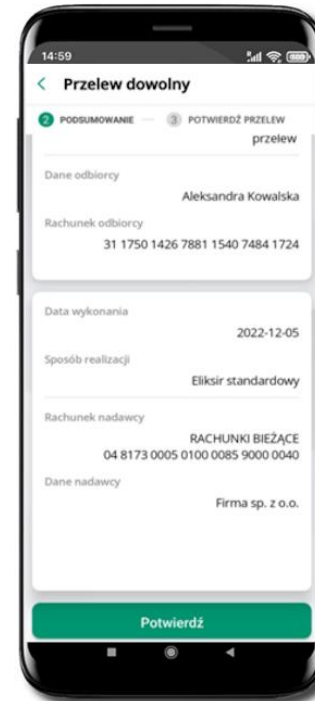 14:59
Przelew dowolny
2 PODSUMOWANIE 3 POTWIERDŹ PRZELEW
przelew
Dane odbiorcy
Aleksandra Kowalska
Rachunek odbiorcy
31 1750 1426 7881 1540 7484 1724
Data wykonania
2022-12-05
Sposób realizacji
Eliksir standardowy
Rachunek nadawcy
RACHUNKI BIEŻĄCE
04 8173 0005 0100 0085 9000 0040
Dane nadawcy
Firma sp. z o.o.
Potwierdź